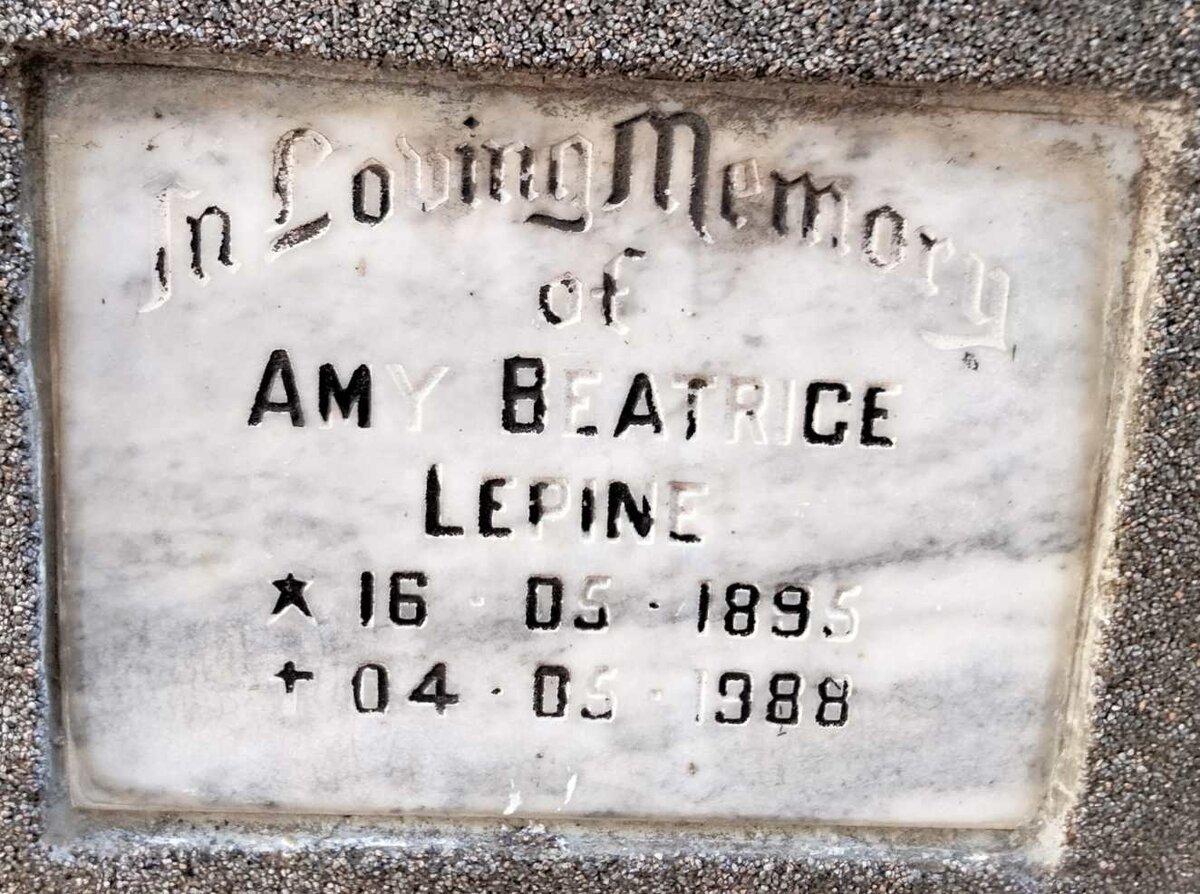 In Loving Memory
of
AMY BEATRICE
LEPINE
★ 16 · 05 · 1895
✝ 04 · 05 · 1988